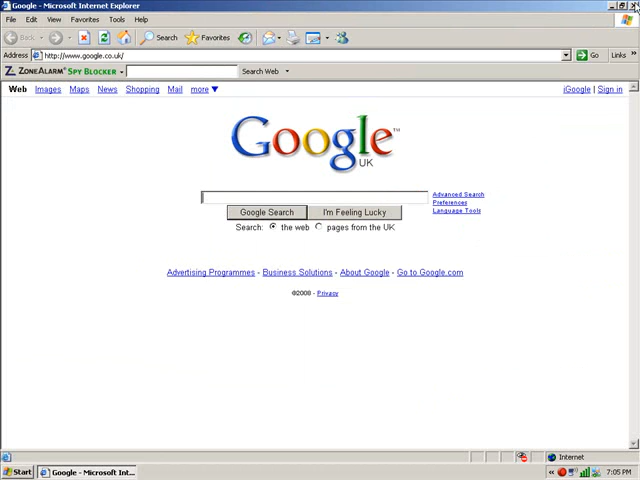 Google - Microsoft Internet Explorer
File Edit View Favorites Tools Help
Back Search Favorites
Address http://www.google.co.uk/ Go Links »
ZONEALARM® SPY BLOCKER Search Web
Web Images Maps News Shopping Mail more ▼ iGoogle | Sign in
Google™
UK
Advanced Search
Preferences
Language Tools
Google Search I'm Feeling Lucky
Search: the web pages from the UK
Advertising Programmes - Business Solutions - About Google - Go to Google.com
©2008 - Privacy
Internet
Start Google - Microsoft Int... « 7:05 PM